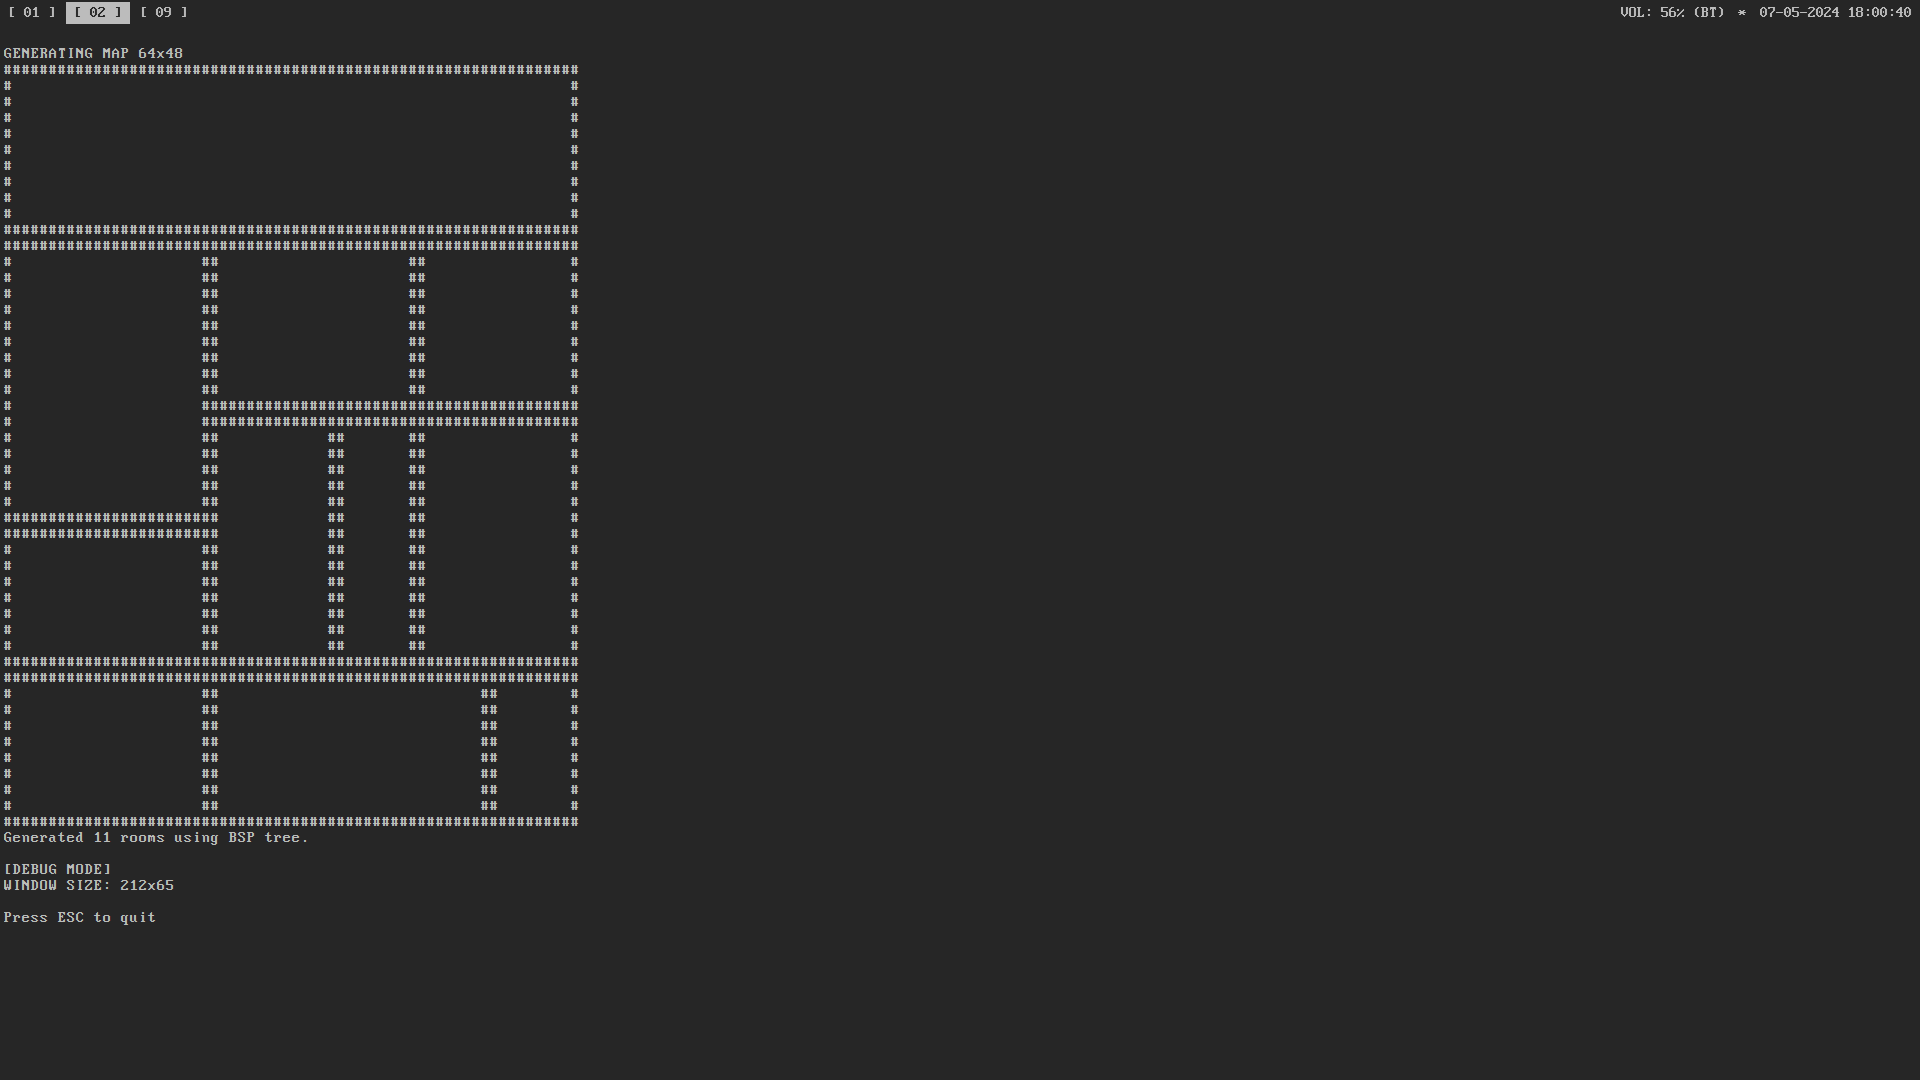 [ 01 ] [ 02 ] [ 09 ] VOL: 56% (BT) * 07-05-2024 18:00:40
GENERATING MAP 64x48
################################################################
#                                                              #
#                                                              #
#                                                              #
#                                                              #
#                                                              #
#                                                              #
#                                                              #
#                                                              #
#                                                              #
################################################################
################################################################
#                     ##                     ##                #
#                     ##                     ##                #
#                     ##                     ##                #
#                     ##                     ##                #
#                     ##                     ##                #
#                     ##                     ##                #
#                     ##                     ##                #
#                     ##                     ##                #
#                     ##                     ##                #
#                     ##########################################
#                     ##########################################
#                     ##            ##       ##                #
#                     ##            ##       ##                #
#                     ##            ##       ##                #
#                     ##            ##       ##                #
#                     ##            ##       ##                #
########################            ##       ##                #
########################            ##       ##                #
#                     ##            ##       ##                #
#                     ##            ##       ##                #
#                     ##            ##       ##                #
#                     ##            ##       ##                #
#                     ##            ##       ##                #
#                     ##            ##       ##                #
#                     ##            ##       ##                #
################################################################
################################################################
#                     ##                             ##        #
#                     ##                             ##        #
#                     ##                             ##        #
#                     ##                             ##        #
#                     ##                             ##        #
#                     ##                             ##        #
#                     ##                             ##        #
#                     ##                             ##        #
################################################################
Generated 11 rooms using BSP tree.
[DEBUG MODE]
WINDOW SIZE: 212x65
Press ESC to quit